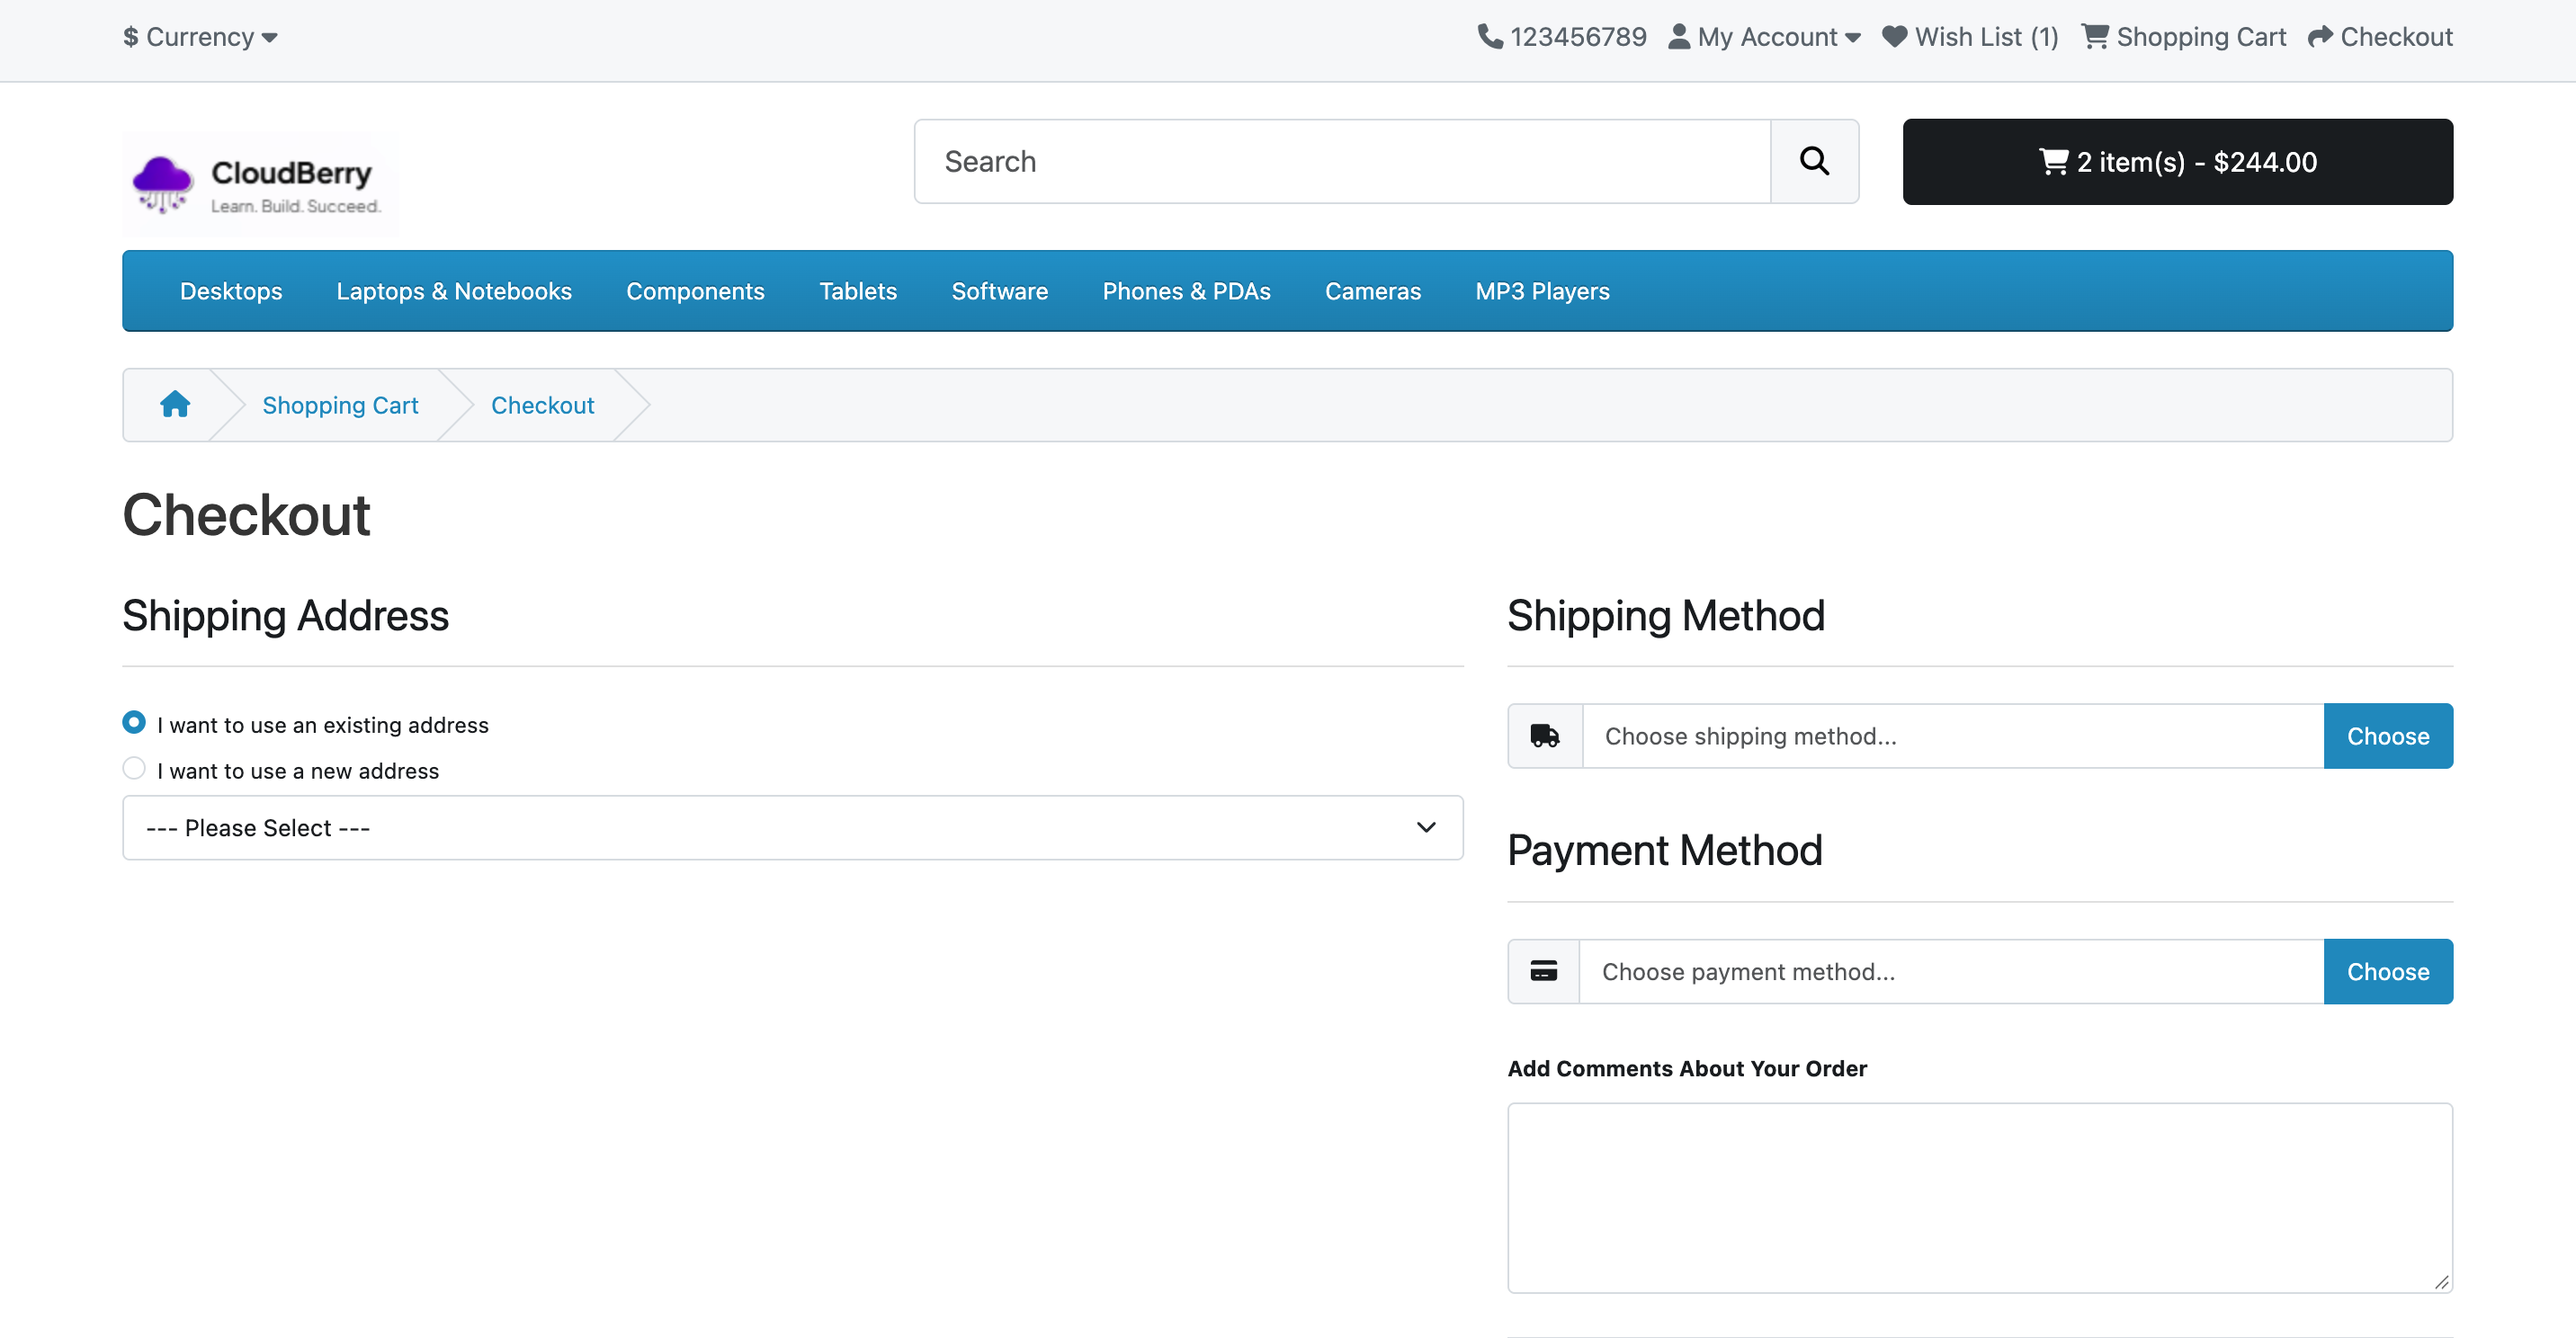 $ Currency
123456789 My Account Wish List (1) Shopping Cart Checkout
CloudBerry
Learn. Build. Succeed.
Search
2 item(s) - $244.00
Desktops Laptops & Notebooks Components Tablets Software Phones & PDAs Cameras MP3 Players
Shopping Cart Checkout
Checkout
Shipping Address
I want to use an existing address
I want to use a new address
--- Please Select ---
Shipping Method
Choose shipping method... Choose
Payment Method
Choose payment method... Choose
Add Comments About Your Order